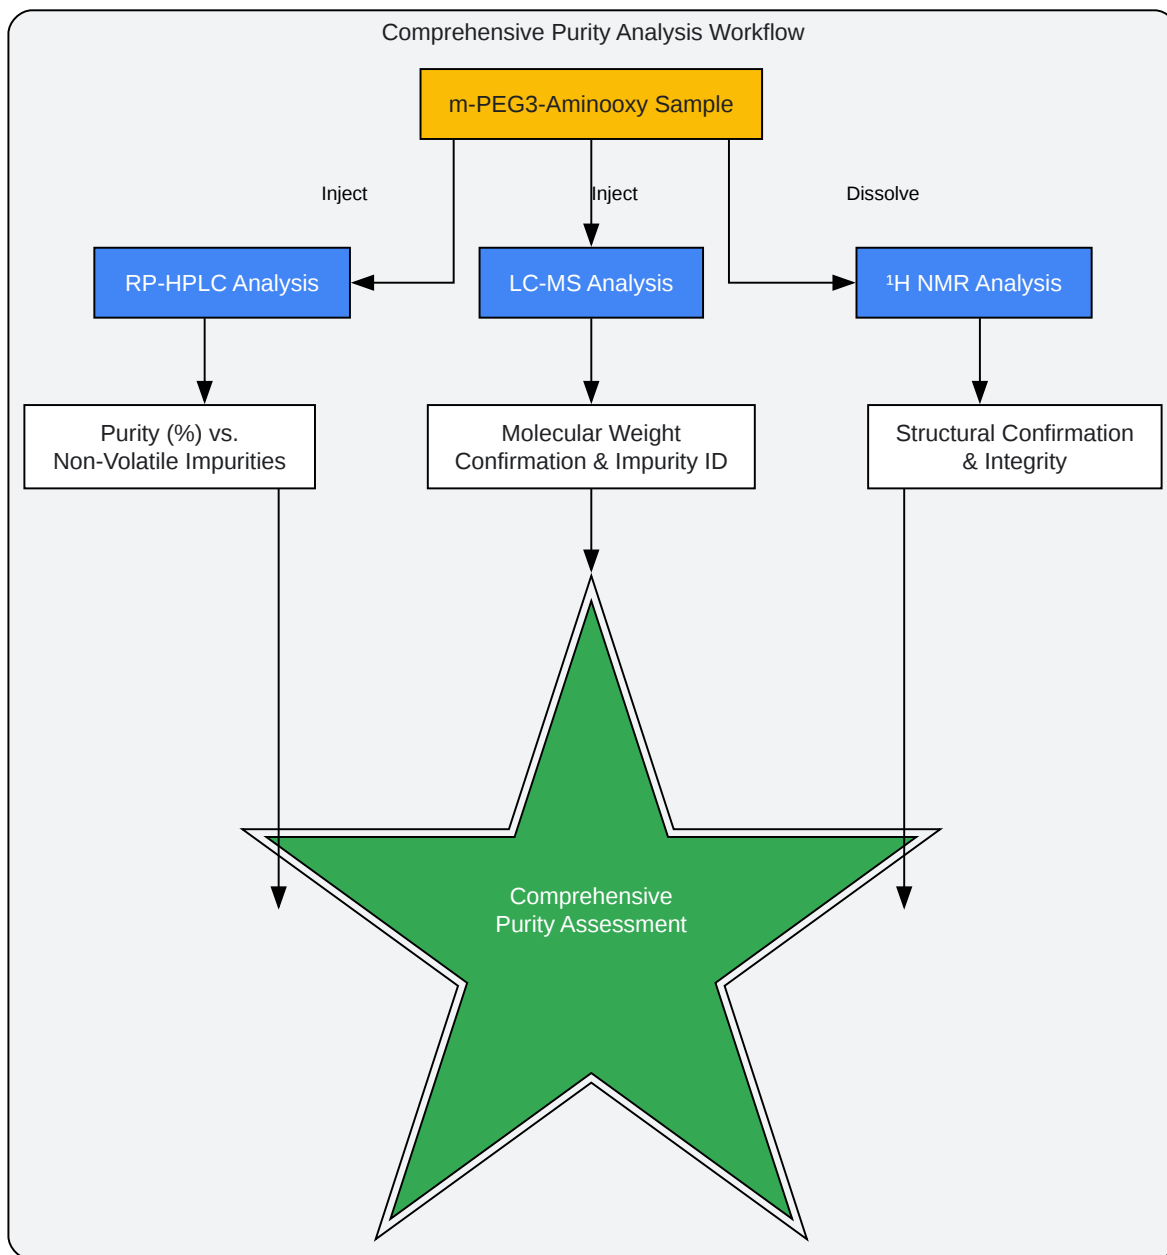 Comprehensive Purity Analysis Workflow
m-PEG3-Aminooxy Sample
Inject
Inject
Dissolve
RP-HPLC Analysis
LC-MS Analysis
¹H NMR Analysis
Purity (%) vs.
Non-Volatile Impurities
Molecular Weight
Confirmation & Impurity ID
Structural Confirmation
& Integrity
Comprehensive
Purity Assessment